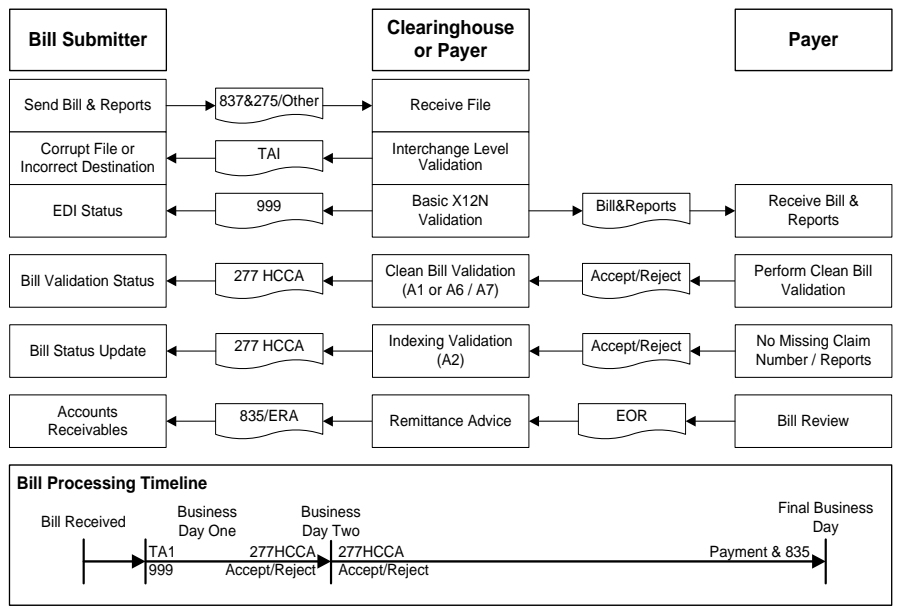 Bill Submitter
Clearinghouse
or Payer
Payer
Send Bill & Reports
837&275/Other
Receive File
Corrupt File or
Incorrect Destination
TAI
Interchange Level
Validation
EDI Status
999
Basic X12N
Validation
Bill&Reports
Receive Bill &
Reports
Bill Validation Status
277 HCCA
Clean Bill Validation
(A1 or A6 / A7)
Accept/Reject
Perform Clean Bill
Validation
Bill Status Update
277 HCCA
Indexing Validation
(A2)
Accept/Reject
No Missing Claim
Number / Reports
Accounts
Receivables
835/ERA
Remittance Advice
EOR
Bill Review
Bill Processing Timeline
Bill Received
Business
Day One
Business
Day Two
Final Business
Day
TA1
999
277HCCA
Accept/Reject
277HCCA
Accept/Reject
Payment & 835